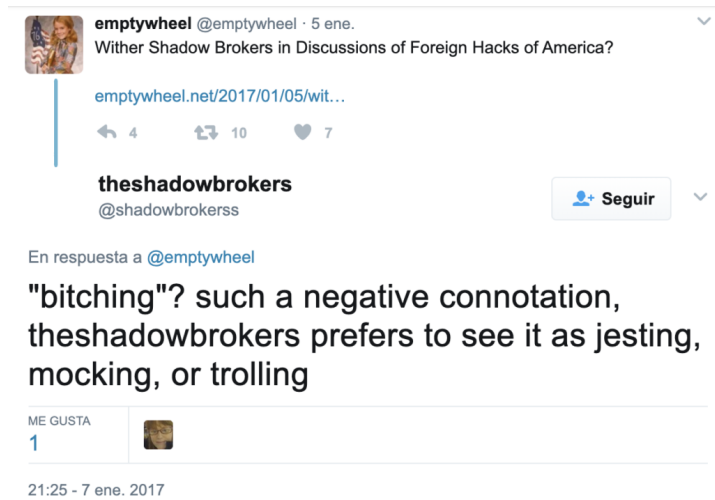 emptywheel @emptywheel · 5 ene.
Wither Shadow Brokers in Discussions of Foreign Hacks of America?
emptywheel.net/2017/01/05/wit…
4 10 7
theshadowbrokers
@shadowbrokerss
Seguir
En respuesta a @emptywheel
"bitching"? such a negative connotation,
theshadowbrokers prefers to see it as jesting,
mocking, or trolling
ME GUSTA
1
21:25 - 7 ene. 2017